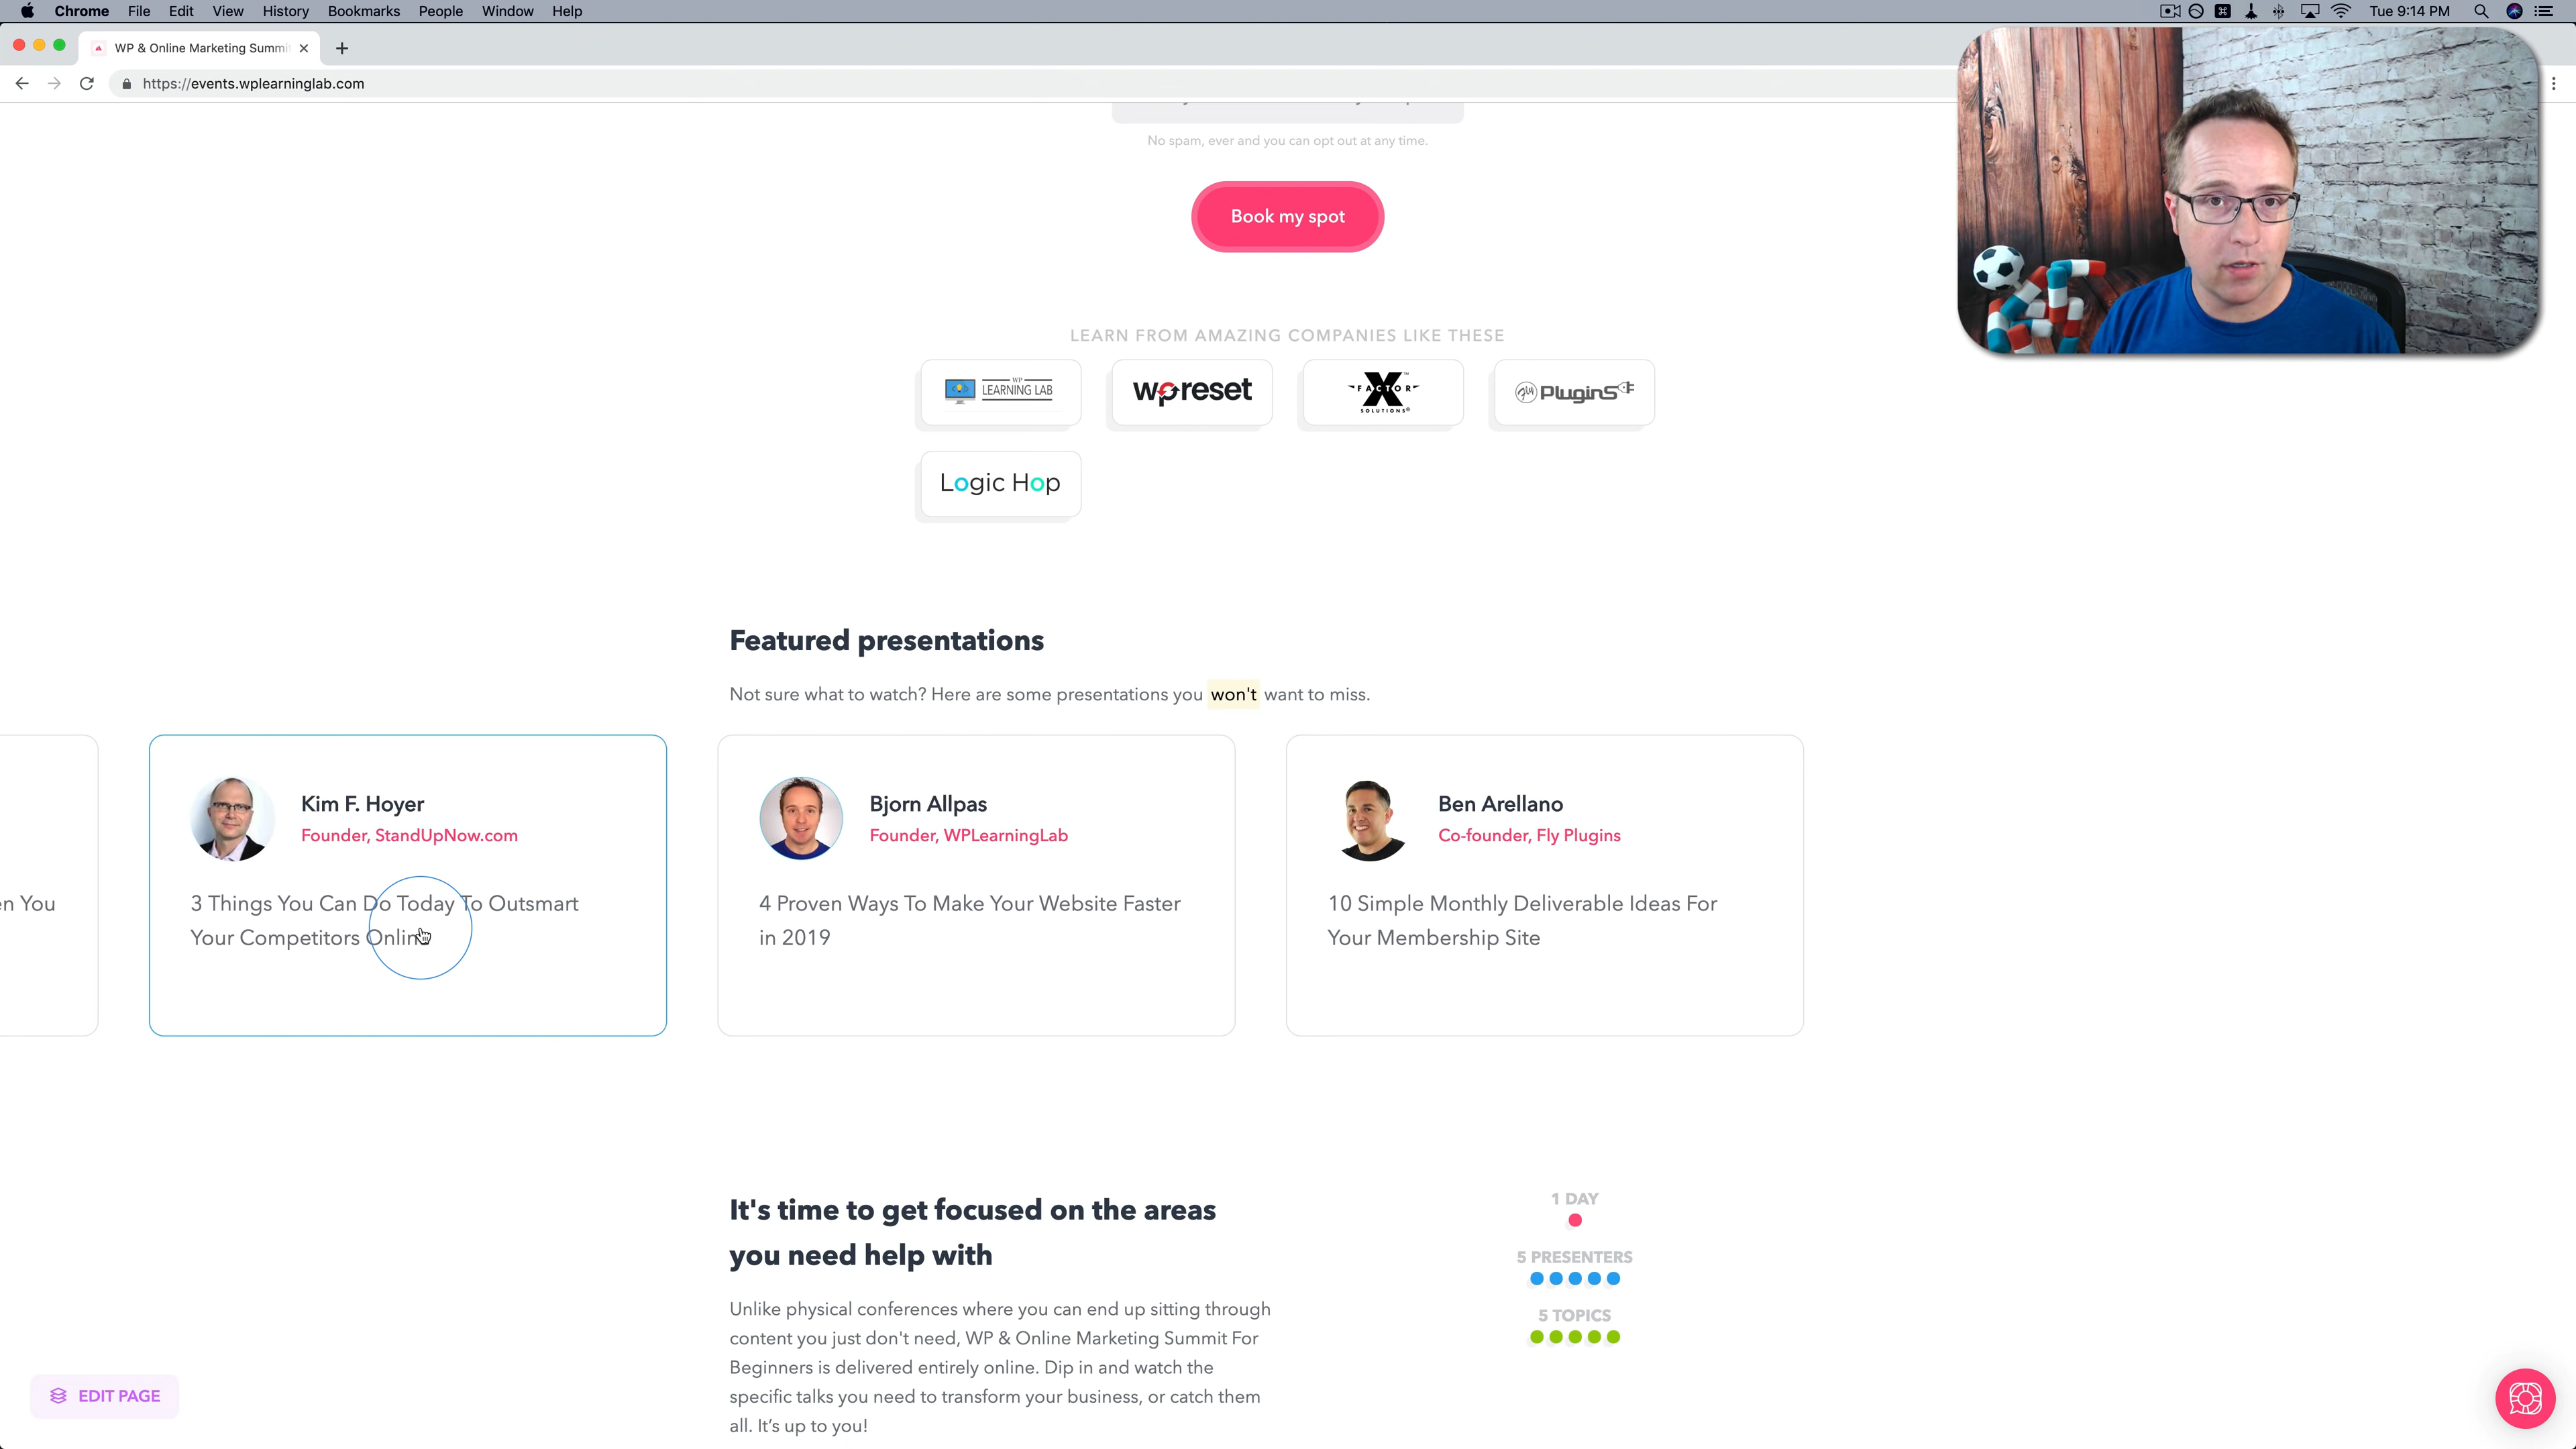 Chrome File Edit View History Bookmarks People Window Help
Tue 9:14 PM
WP & Online Marketing Summi
https://events.wplearninglab.com
No spam, ever and you can opt out at any time.
Book my spot
LEARN FROM AMAZING COMPANIES LIKE THESE
WP
LEARNING LAB
wpreset
FACTOR X
SOLUTIONS
Fly PluginS
Logic Hop
Featured presentations
Not sure what to watch? Here are some presentations you won't want to miss.
en You
Kim F. Hoyer
Founder, StandUpNow.com
3 Things You Can Do Today To Outsmart
Your Competitors Online
Bjorn Allpas
Founder, WPLearningLab
4 Proven Ways To Make Your Website Faster
in 2019
Ben Arellano
Co-founder, Fly Plugins
10 Simple Monthly Deliverable Ideas For
Your Membership Site
It's time to get focused on the areas
you need help with
Unlike physical conferences where you can end up sitting through
content you just don't need, WP & Online Marketing Summit For
Beginners is delivered entirely online. Dip in and watch the
specific talks you need to transform your business, or catch them
all. It's up to you!
1 DAY
5 PRESENTERS
5 TOPICS
EDIT PAGE